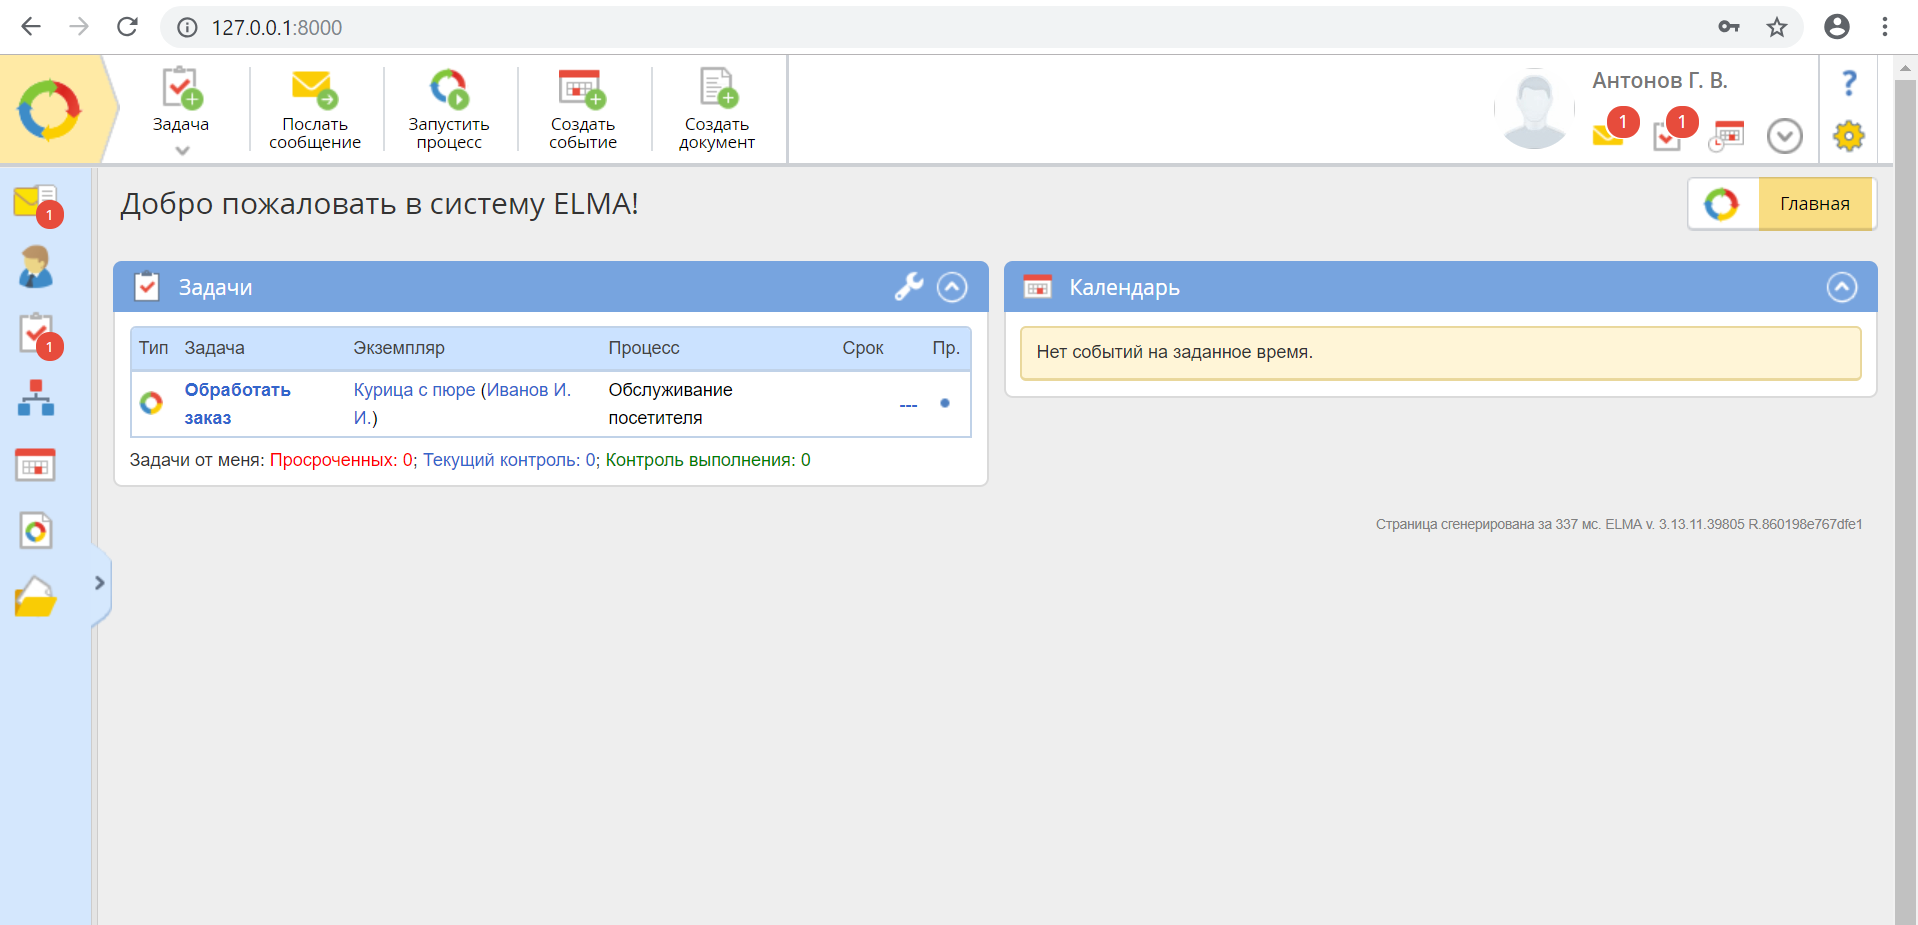 127.0.0.1:8000
Задача
Послать
сообщение
Запустить
процесс
Создать
событие
Создать
документ
Антонов Г. В.
1
1
?
1
1
Добро пожаловать в систему ELMA!
Главная
Задачи
Тип Задача Экземпляр Процесс Срок Пр.
Обработать Курица с пюре (Иванов И. Обслуживание
заказ И.) посетителя ---
Задачи от меня: Просроченных: 0; Текущий контроль: 0; Контроль выполнения: 0
Календарь
Нет событий на заданное время.
Страница сгенерирована за 337 мс. ELMA v. 3.13.11.39805 R.860198e767dfe1